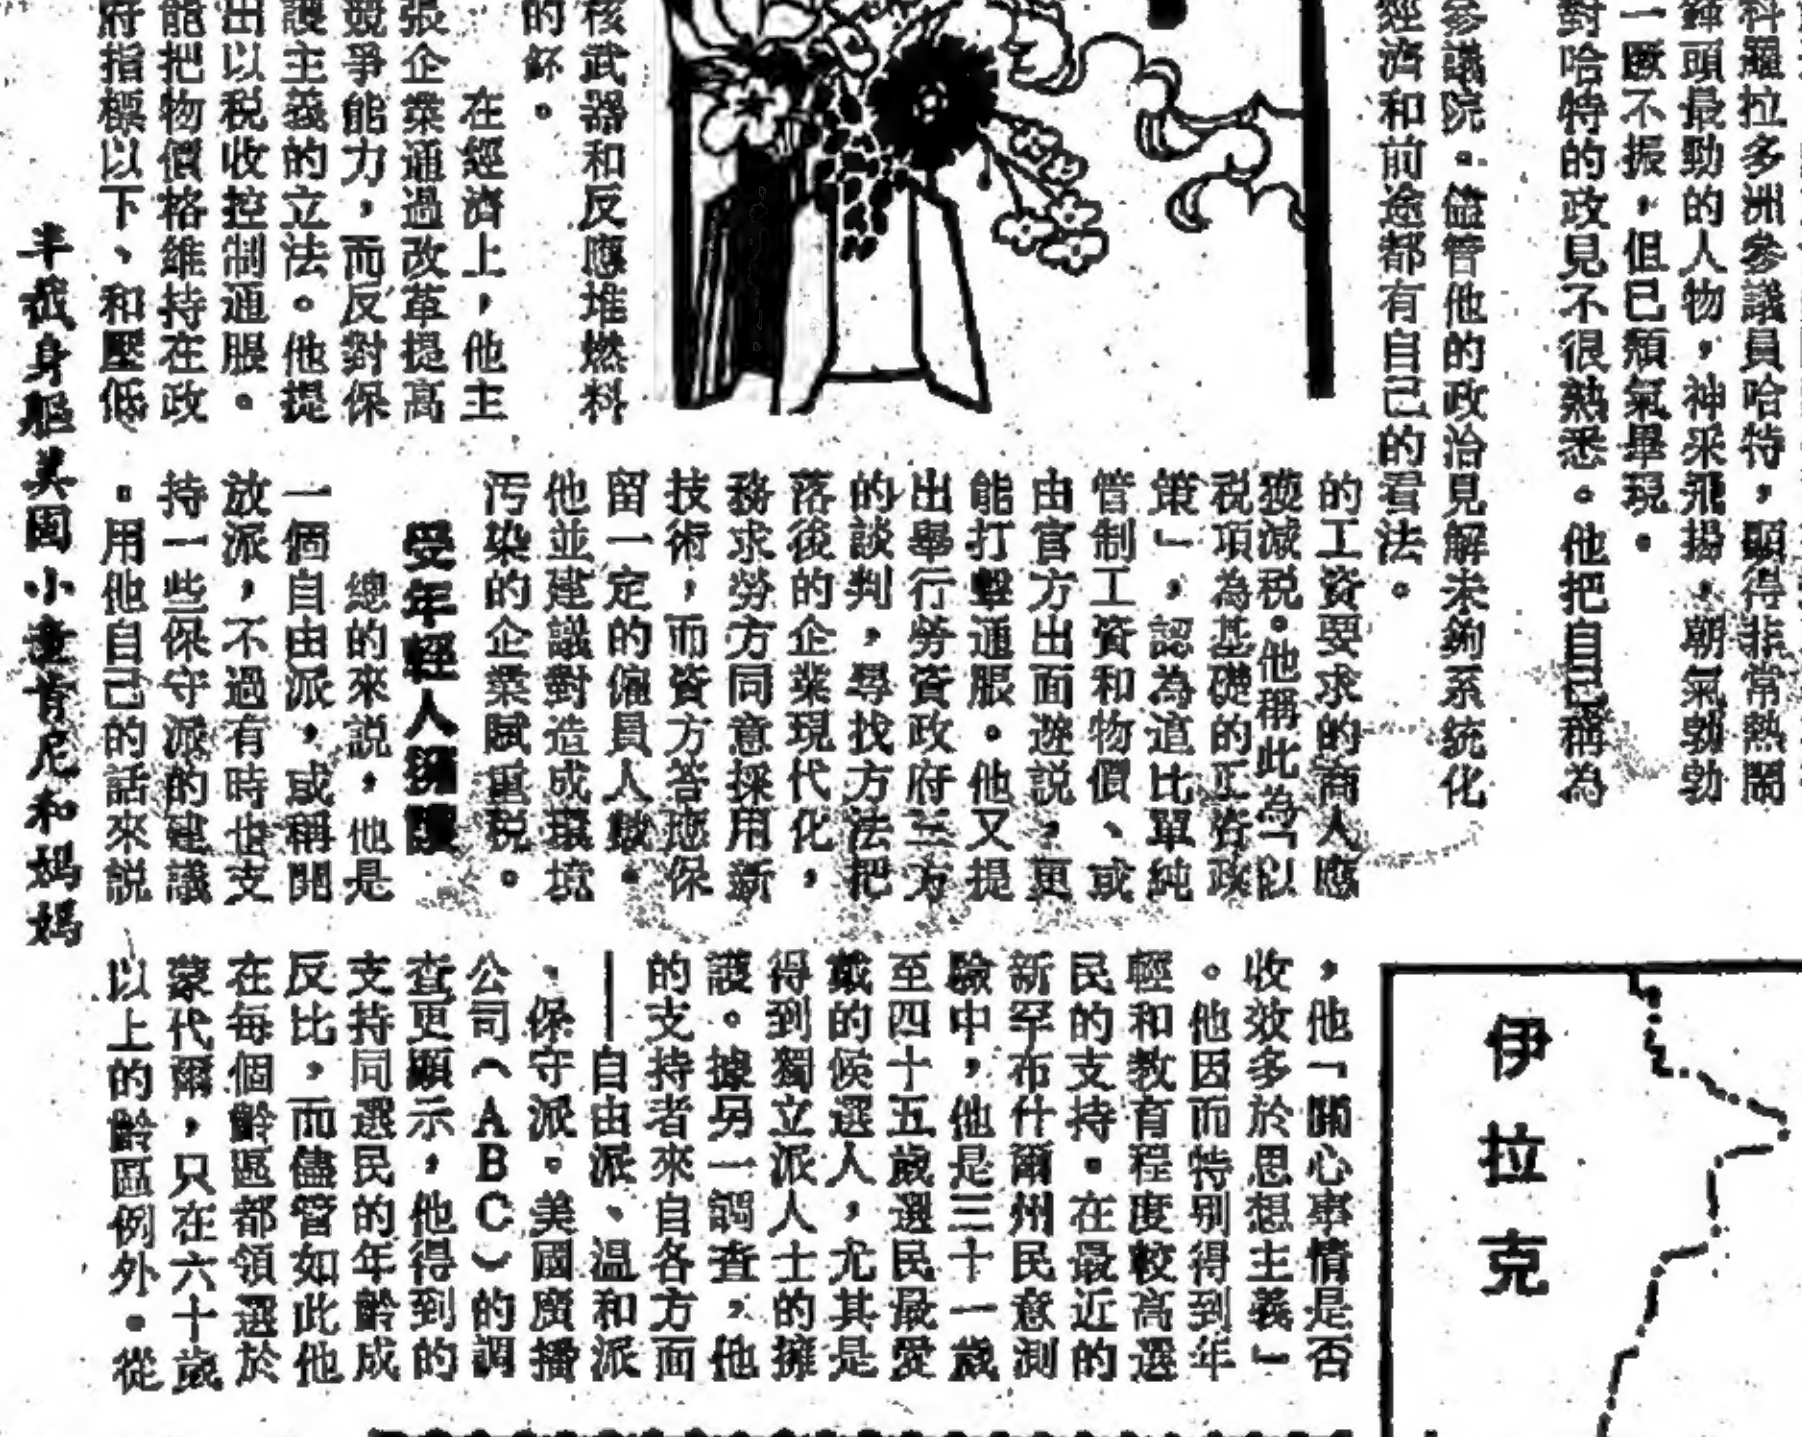 科羅拉多洲參議員哈特，顯得非常熱鬧
鋒頭最勁的人物，神采飛揚，朝氣勃勃
一蹶不振，但已頹氣畢現。
對哈特的政見不很熟悉。他把自己稱為
參議院。儘管他的政治見解未夠系統化
經濟和前途都有自己的看法。
核武器和反應堆燃料
的
在經濟上，他主
張企業通過改革提高
競爭能力，而反對保
護主義的立法。他提
出以稅收控制通脹。
能把物價格維持在政
府指標以下、和壓低
的工資要求的商人應
獲減稅。他稱此為「以
稅項為基礎的工資政
策」，認為這比單純
管制工資和物價、或
由官方出面遊説，更
能打擊通脹。他又提
出舉行勞資政府三方
的談判，尋找方法把
落後的企業現代化，
務求勞方同意採用新
技術，而資方答應保
留一定的僱員人數。
他並建議對造成環境
污染的企業賦重税。
受年輕人擁護
總的來説，他是
一個自由派，或稱開
放派，不過有時也支
持一些保守派的建議
。用他自己的話來説
，他「關心事情是否
收效多於思想主義」
。他因而特別得到年
輕和教育程度較高選
民的支持。在最近的
新罕布什爾州民意測
驗中，他是三十一歲
至四十五歲選民最愛
戴的候選人，尤其是
得到獨立派人士的擁
護。據另一調查，他
的支持者來自各方面
——自由派、温和派
、保守派。美國廣播
公司（ABC）的調
查更顯示，他得到的
支持同選民的年齡成
反比，而儘管如此他
在每個齡區都領選於
蒙代爾，只在六十歲
以上的齡區例外。從
半截身軀美国小童肯尼和媽媽
伊拉克